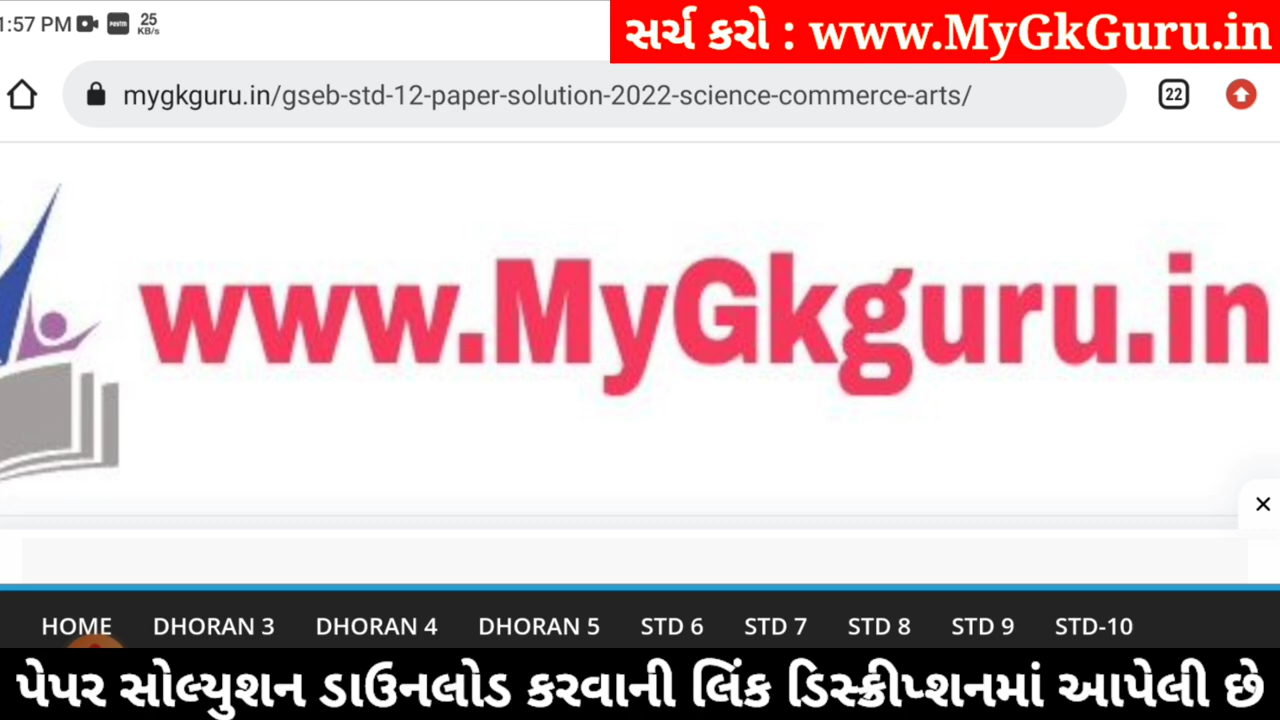 1:57 PM 25 KB/s
સર્ચ કરો : www.MyGkGuru.in
mygkguru.in/gseb-std-12-paper-solution-2022-science-commerce-arts/ 22
www.MyGkguru.in
HOME DHORAN 3 DHORAN 4 DHORAN 5 STD 6 STD 7 STD 8 STD 9 STD-10
પેપર સોલ્યુશન ડાઉનલોડ કરવાની લિંક ડિસ્ક્રીપ્શનમાં આપેલી છે